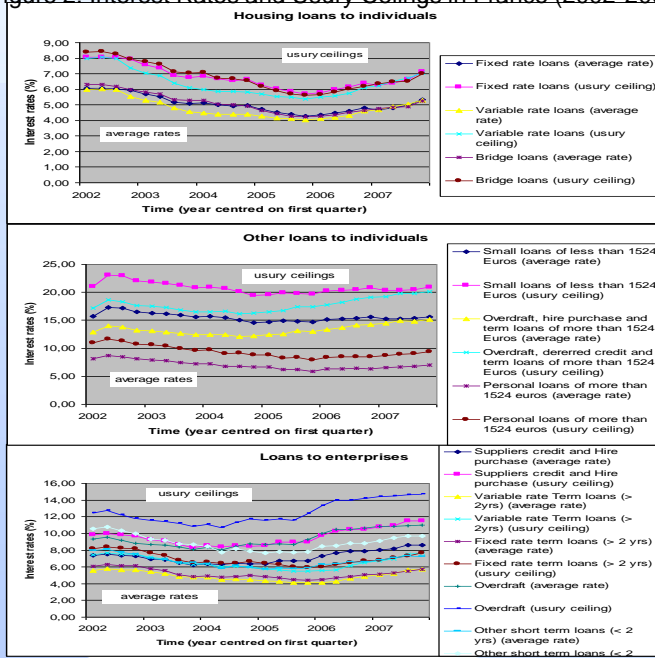 gure 2: Interest Rates and Usury Ceilings in France (2002-20
Housing loans to individuals
9,00
8,00
7,00
6,00
5,00
4,00
3,00
2,00
1,00
0,00
Interest rates (%)
usury ceilings
average rates
2002 2003 2004 2005 2006 2007
Time (year centred on first quarter)
Fixed rate loans (average rate)
Fixed rate loans (usury ceiling)
Variable rate loans (average
rate)
Variable rate loans (usury
ceiling)
Bridge loans (average rate)
Bridge loans (usury ceiling)
Other loans to individuals
25,00
20,00
15,00
10,00
5,00
0,00
Interest rates (%)
usury ceilings
average rates
2002 2003 2004 2005 2006 2007
Time (year centred on first quarter)
Small loans of less than 1524
Euros (average rate)
Small loans of less than 1524
Euros (usury ceiling)
Overdraft, hire purchase and
term loans of more than 1524
Euros (average rate)
Overdraft, dererred credit and
term loans of more than 1524
Euros (usury ceiling)
Personal loans of more than
1524 euros (average rate)
Personal loans of more than
1524 euros (usury ceiling)
Loans to enterprises
16,00
14,00
12,00
10,00
8,00
6,00
4,00
2,00
0,00
Interest rates (%)
usury ceilings
average rates
2002 2003 2004 2005 2006 2007
Time (year centred on first quarter)
Suppliers credit and Hire
purchase (average rate)
Suppliers credit and Hire
purchase (usury ceiling)
Variable rate Term loans (>
2yrs) (average rate)
Variable rate Term loans (>
2yrs) (usury ceiling)
Fixed rate term loans (> 2 yrs)
(average rate)
Fixed rate term loans (> 2 yrs)
(usury ceiling)
Overdraft (average rate)
Overdraft (usury ceiling)
Other short term loans (< 2
yrs) (average rate)
Other short term loans (< 2